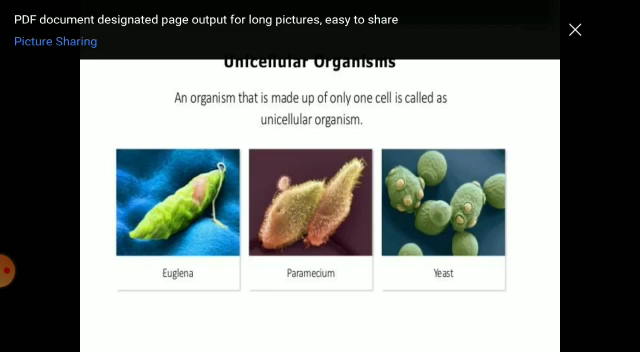 PDF document designated page output for long pictures, easy to share
Picture Sharing
Unicellular Organisms
An organism that is made up of only one cell is called as
unicellular organism.
Euglena
Paramecium
Yeast